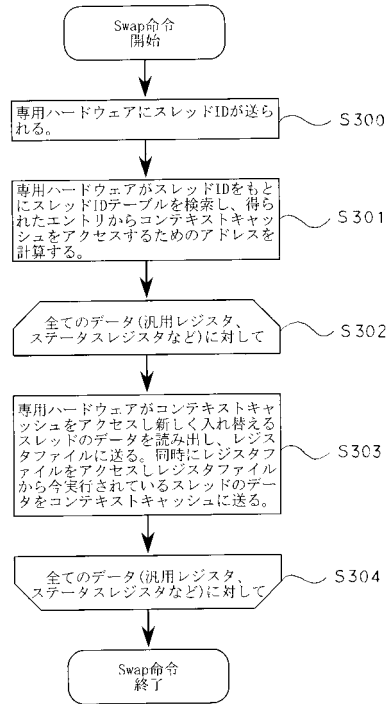 Swap命令
開始
専用ハードウェアにスレッドIDが送ら
れる。
S300
専用ハードウェアがスレッドIDをもと
にスレッドIDテーブルを検索し、得ら
れたエントリからコンテキストキャッ
シュをアクセスするためのアドレスを
計算する。
S301
全てのデータ(汎用レジスタ、
ステータスレジスタなど)に対して
S302
専用ハードウェアがコンテキストキャ
ッシュをアクセスし新しく入れ替える
スレッドのデータを読み出し、レジス
タファイルに送る。同時にレジスタフ
ァイルをアクセスしレジスタファイル
から今実行されているスレッドのデー
タをコンテキストキャッシュに送る。
S303
全てのデータ(汎用レジスタ、
ステータスレジスタなど)に対して
S304
Swap命令
終了